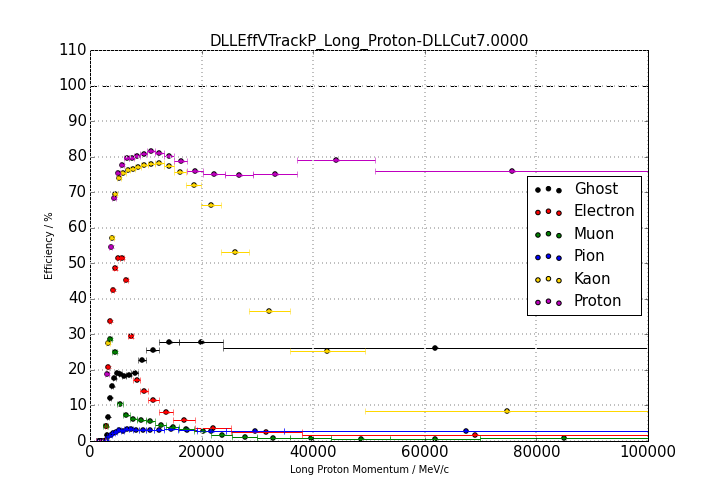 DLLEffVTrackP_Long_Proton-DLLCut7.0000
110
100
90
80
70
60
50
40
30
20
10
0
Efficiency / %
Ghost
Electron
Muon
Pion
Kaon
Proton
0 20000 40000 60000 80000 100000
Long Proton Momentum / MeV/c